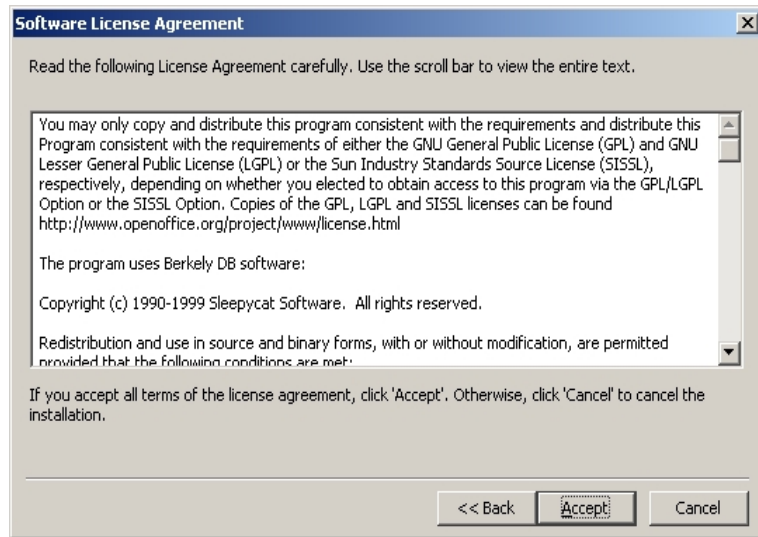 Software License Agreement
Read the following License Agreement carefully. Use the scroll bar to view the entire text.
You may only copy and distribute this program consistent with the requirements and distribute this
Program consistent with the requirements of either the GNU General Public License (GPL) and GNU
Lesser General Public License (LGPL) or the Sun Industry Standards Source License (SISSL),
respectively, depending on whether you elected to obtain access to this program via the GPL/LGPL
Option or the SISSL Option. Copies of the GPL, LGPL and SISSL licenses can be found
http://www.openoffice.org/project/www/license.html
The program uses Berkely DB software:
Copyright (c) 1990-1999 Sleepycat Software. All rights reserved.
Redistribution and use in source and binary forms, with or without modification, are permitted
provided that the following conditions are met:
If you accept all terms of the license agreement, click 'Accept'. Otherwise, click 'Cancel' to cancel the
installation.
<< Back Accept Cancel